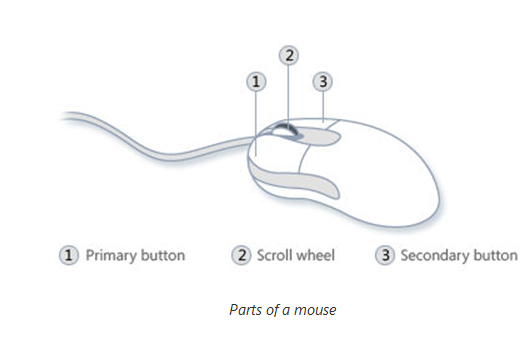 2
1 3
1 Primary button 2 Scroll wheel 3 Secondary button
Parts of a mouse